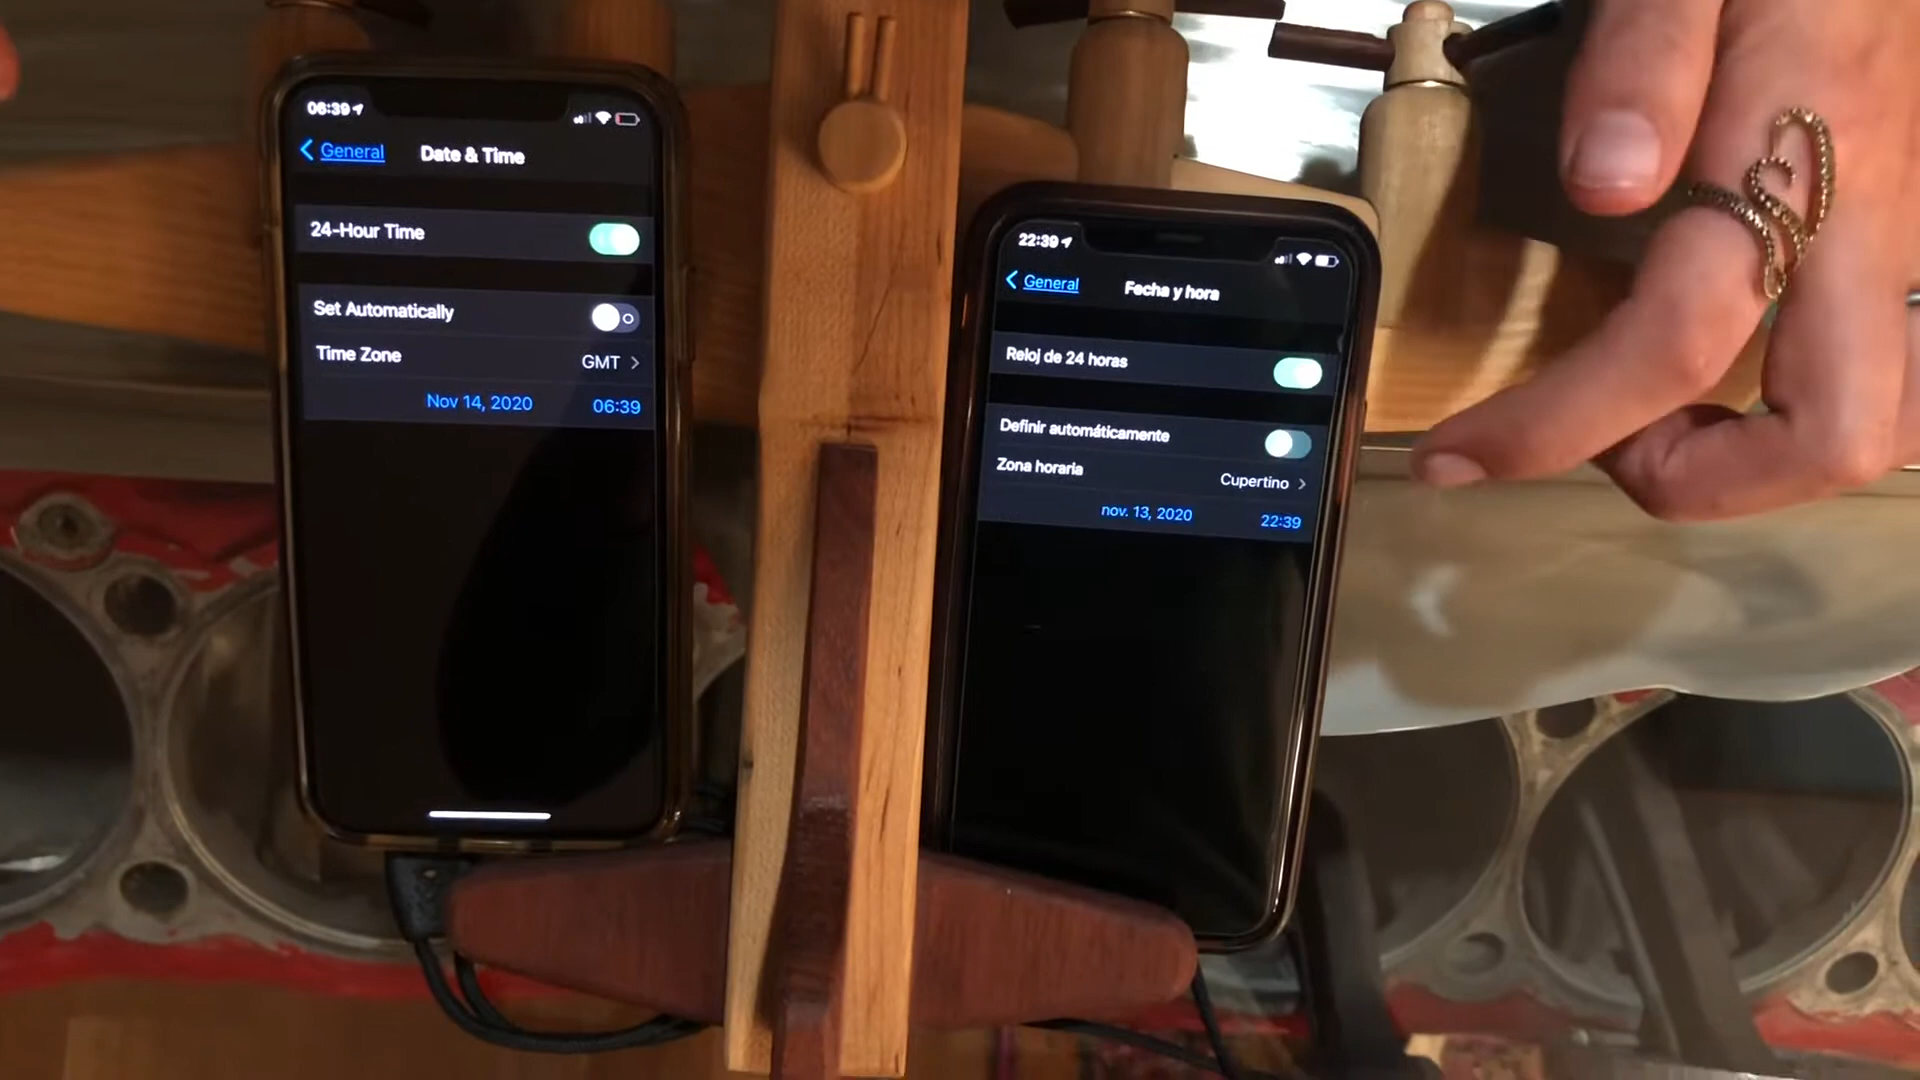 06:39
General
Date & Time
24-Hour Time
Set Automatically
Time Zone
GMT
Nov 14, 2020
06:39
22:39
General
Fecha y hora
Reloj de 24 horas
Definir automáticamente
Zona horaria
Cupertino
nov. 13, 2020
22:39